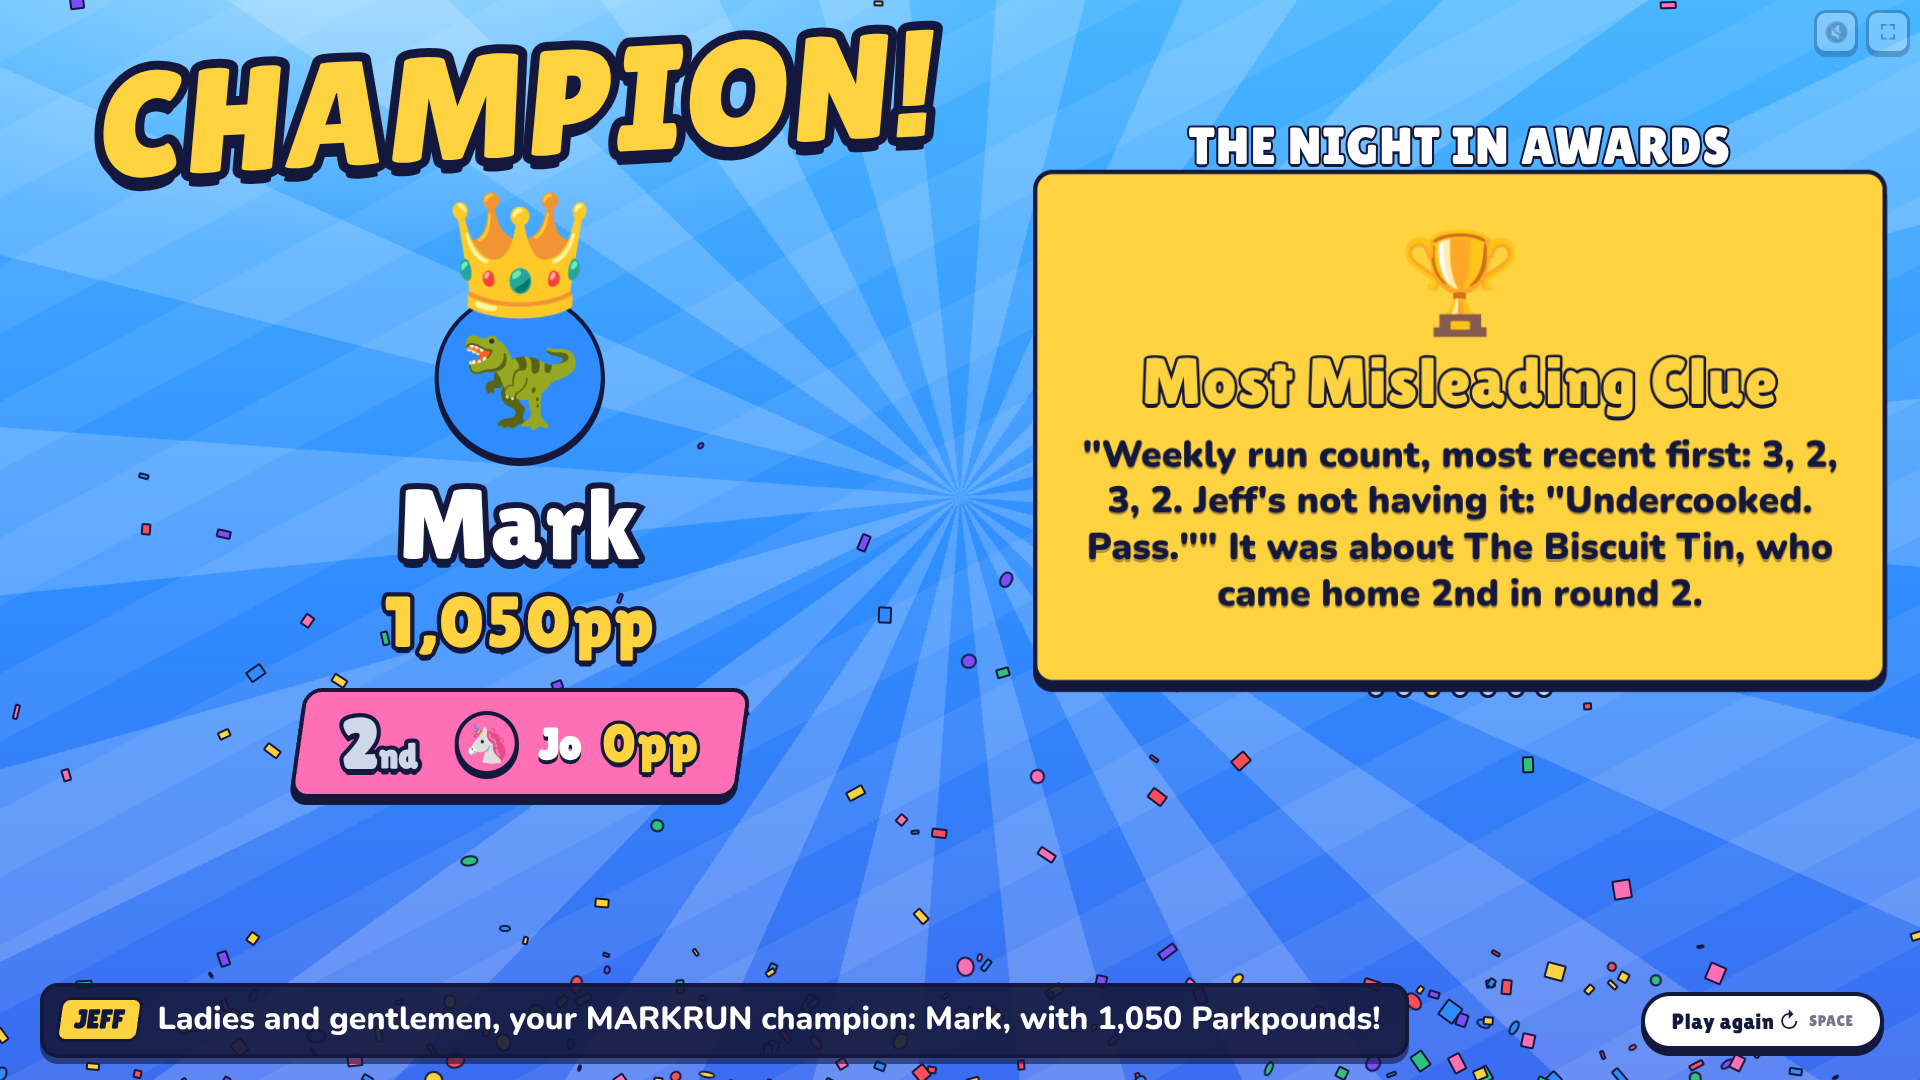 CHAMPION!
Mark
1,050pp
2nd Jo 0pp
THE NIGHT IN AWARDS
Most Misleading Clue
"Weekly run count, most recent first: 3, 2,
3, 2. Jeff's not having it: "Undercooked.
Pass."" It was about The Biscuit Tin, who
came home 2nd in round 2.
JEFF Ladies and gentlemen, your MARKRUN champion: Mark, with 1,050 Parkpounds!
Play again SPACE